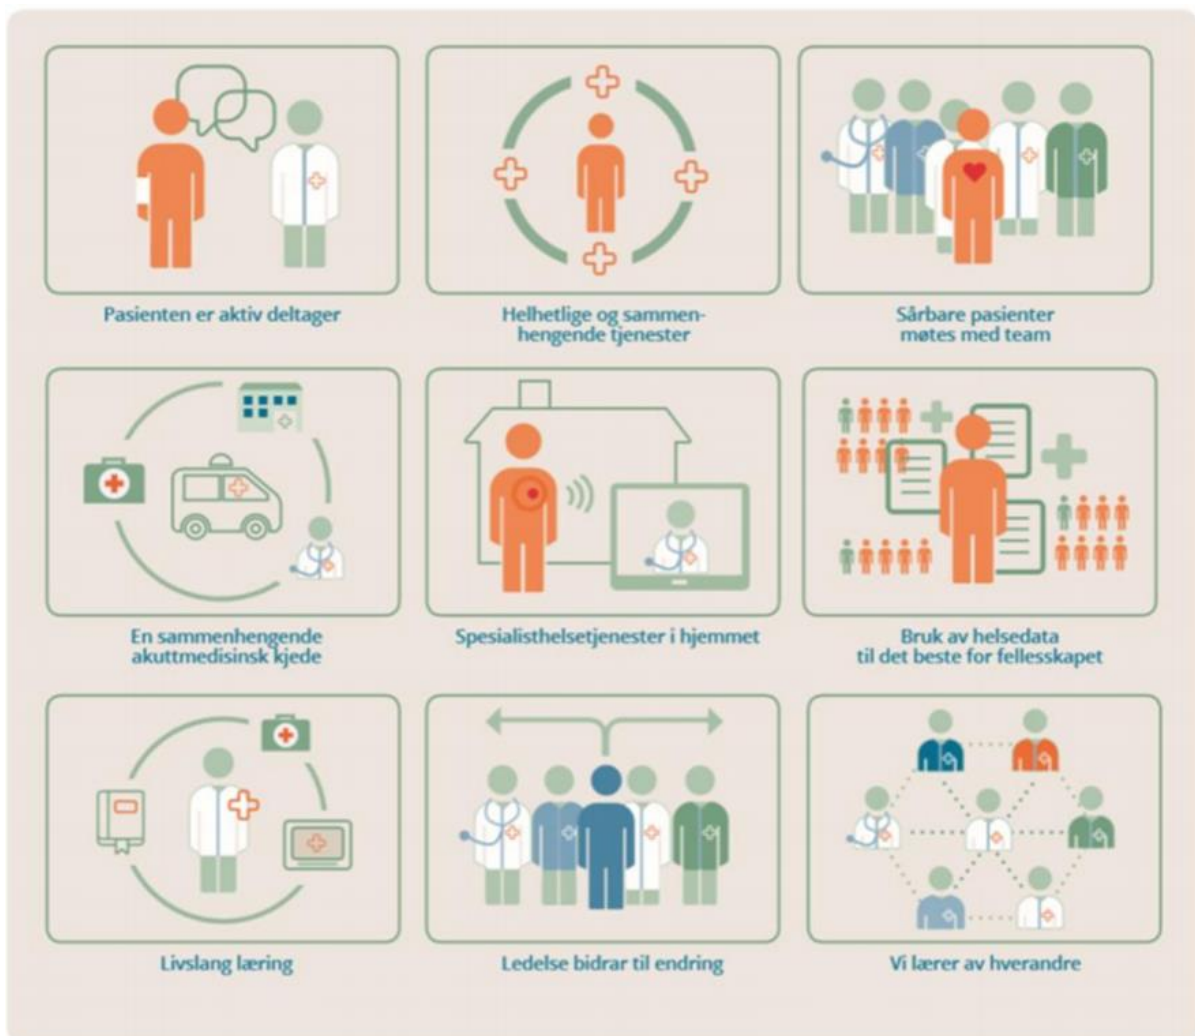 Pasienten er aktiv deltager
Helhetlige og sammen-
hengende tjenester
Sårbare pasienter
møtes med team
En sammenhengende
akuttmedisinsk kjede
Spesialisthelsetjenester i hjemmet
Bruk av helsedata
til det beste for fellesskapet
Livslang læring
Ledelse bidrar til endring
Vi lærer av hverandre